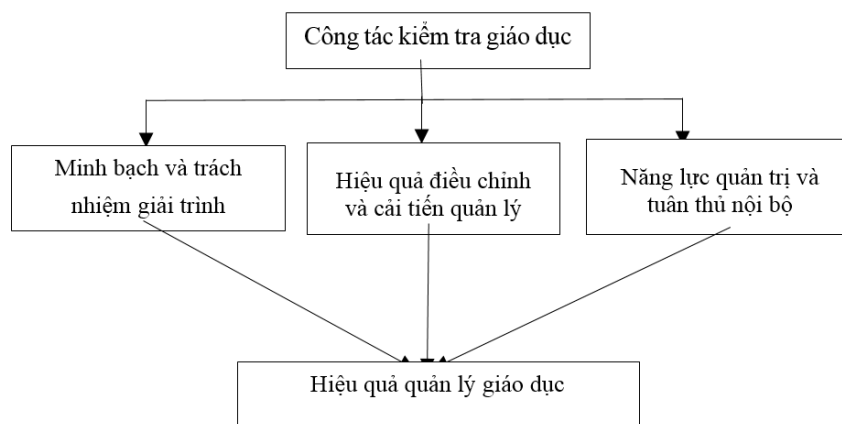 Công tác kiểm tra giáo dục
Minh bạch và trách
nhiệm giải trình
Hiệu quả điều chỉnh
và cải tiến quản lý
Năng lực quản trị và
tuân thủ nội bộ
Hiệu quả quản lý giáo dục